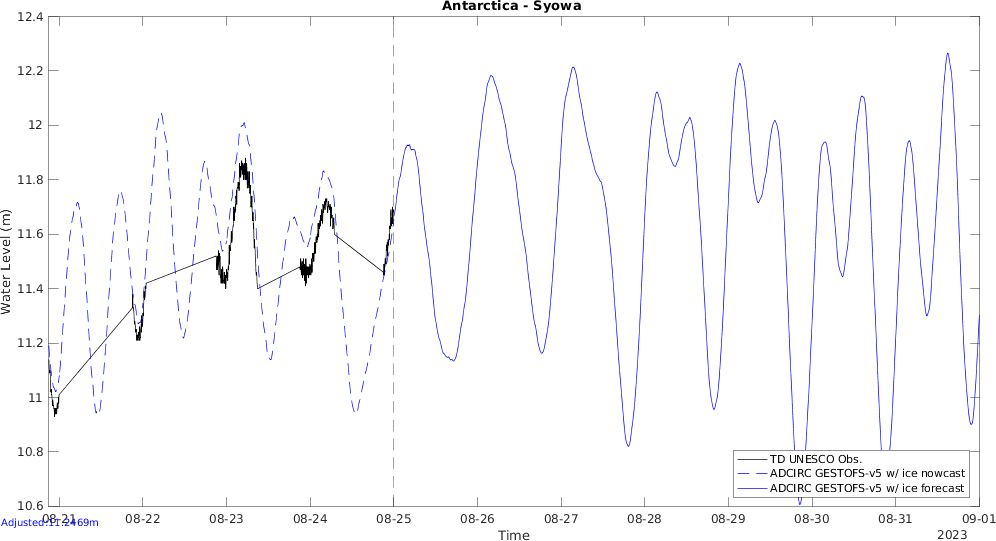 Antarctica - Syowa
12.4
12.2
12
11.8
11.6
11.4
11.2
11
10.8
10.6
Water Level (m)
TD UNESCO Obs.
ADCIRC GESTOFS-v5 w/ ice nowcast
ADCIRC GESTOFS-v5 w/ ice forecast
08-21 08-22 08-23 08-24 08-25 08-26 08-27 08-28 08-29 08-30 08-31 09-01
Adjusted:11.2469m
Time
2023